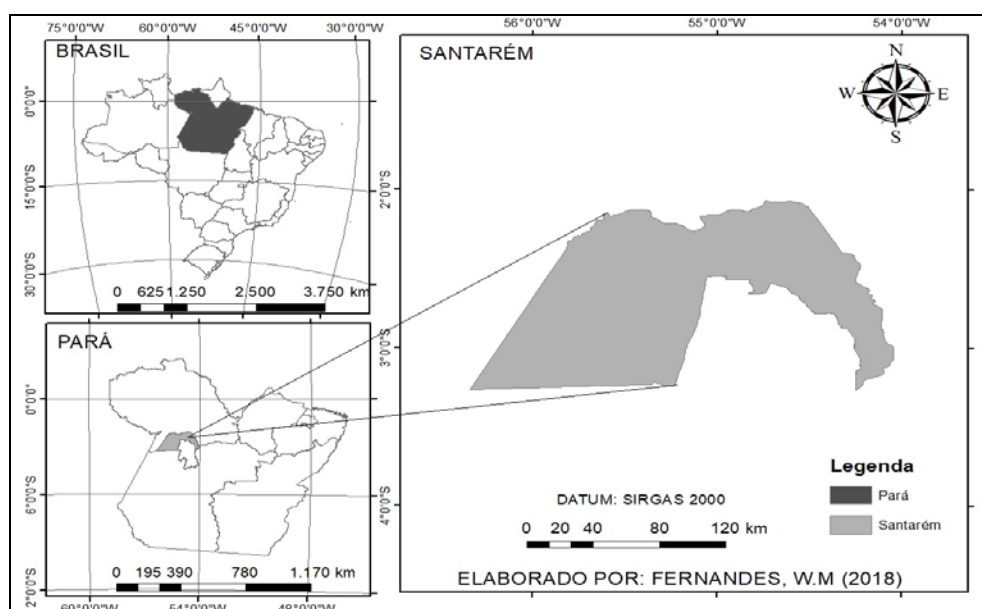 75°0'0"W 60°0'0"W 45°0'0"W 30°0'0"W
BRASIL
0°0'0"
15°0'0"S
30°0'0"S
0 625 1.250 2.500 3.750 km
PARÁ
0°0'0"
6°0'0"S
12°0'0"S
0 195 390 780 1.170 km
60°0'0"W 54°0'0"W 48°0'0"W
56°0'0"W 55°0'0"W 54°0'0"W
SANTARÉM
N
W E
S
2°0'0"S
3°0'0"S
4°0'0"S
Legenda
Pará
Santarém
DATUM: SIRGAS 2000
0 20 40 80 120 km
ELABORADO POR: FERNANDES, W.M (2018)